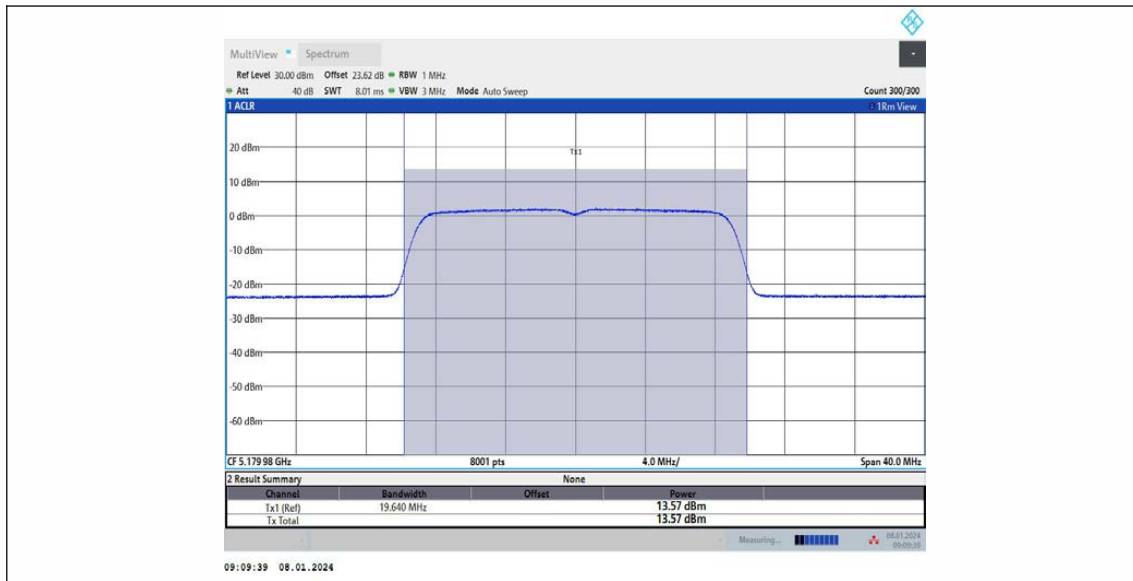 MultiView Spectrum
Ref Level 30.00 dBm Offset 23.62 dB RBW 1 MHz
Att 40 dB SWT 8.01 ms VBW 3 MHz Mode Auto Sweep Count 300/300
1 ACLR 1Rm View
Tx1
20 dBm
10 dBm
0 dBm
-10 dBm
-20 dBm
-30 dBm
-40 dBm
-50 dBm
-60 dBm
CF 5.179 98 GHz 8001 pts 4.0 MHz/ Span 40.0 MHz
2 Result Summary None
Channel Bandwidth Offset Power
Tx1 (Ref) 19.640 MHz 13.57 dBm
Tx Total 13.57 dBm
Measuring... 08.01.2024
09:09:39
09:09:39 08.01.2024